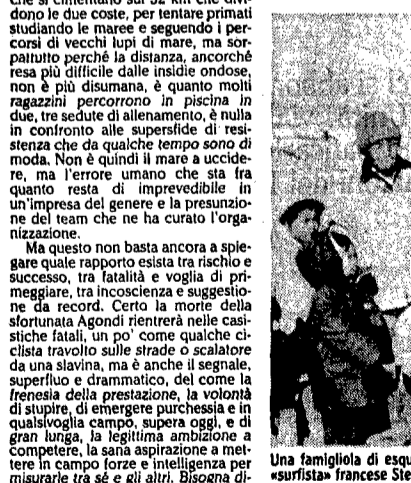 che si cimentano sui 32 km che divi-
dono le due coste, per tentare primati
studiando le maree e seguendo i per-
corsi di vecchi lupi di mare, ma sor-
pattutto perché la distanza, ancorché
resa più difficile dalle insidie ondose,
non è più disumana, è quanto molti
ragazzini percorrono in piscina in
due, tre sedute di allenamento, è nulla
in confronto alle supersfide di resi-
stenza che da qualche tempo sono di
moda. Non è quindi il mare a uccide-
re, ma l'errore umano che sta fra
quanto resta di imprevedibile in
un'impresa del genere e la presunzio-
ne del team che ne ha curato l'orga-
nizzazione.
Ma questo non basta ancora a spie-
gare quale rapporto esista tra rischio e
successo, tra fatalità e voglia di pri-
meggiare, tra incoscienza e suggestio-
ne da record. Certo la morte della
sfortunata Agondi rientrerà nelle casi-
stiche fatali, un po' come qualche ci-
clista travolto sulle strade o scalatore
da una slavina, ma è anche il segnale,
superfluo e drammatico, del come la
frenesia della prestazione, la volontà
di stupire, di emergere purchessia e in
qualsivoglia campo, supera oggi, e di
gran lunga, la legittima ambizione a
competere, la sana aspirazione a met-
tere in campo forze e intelligenza per
misurarle tra sé e gli altri. Bisogna di-
Una famigliola di esqu
«surfista» francese Ste